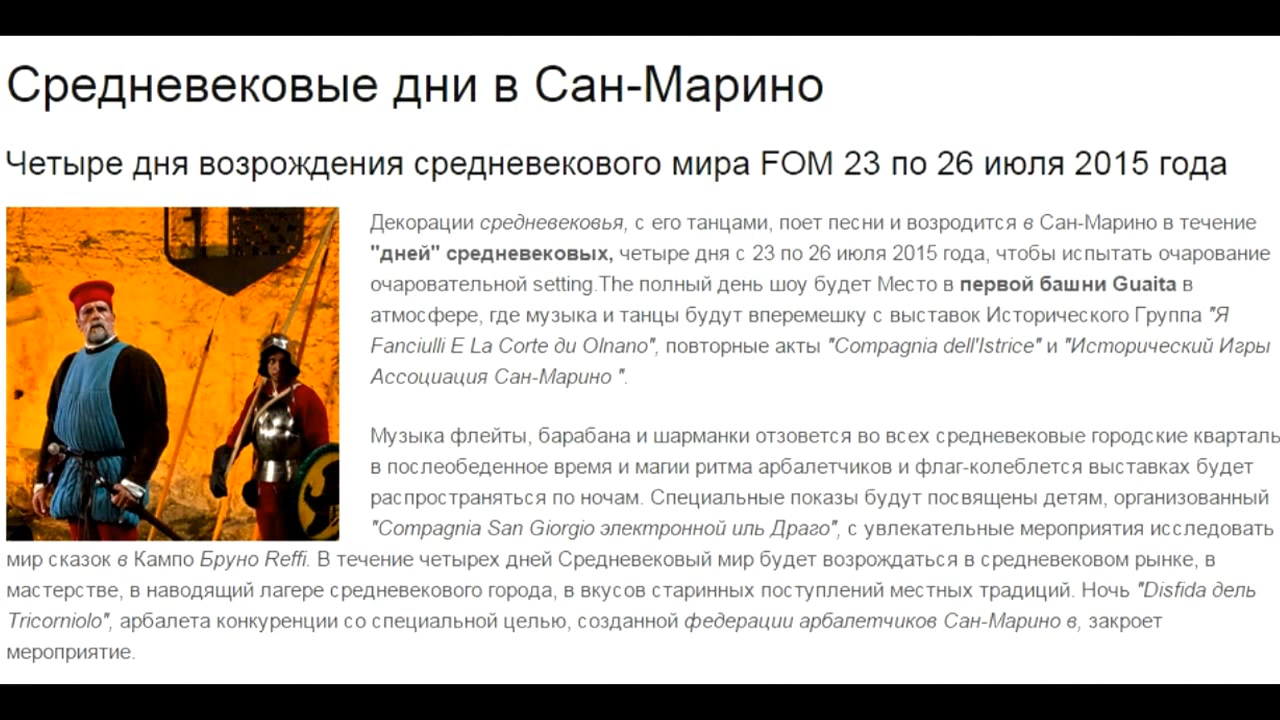 Средневековые дни в Сан-Марино
Четыре дня возрождения средневекового мира FOM 23 по 26 июля 2015 года
Декорации средневековья, с его танцами, поет песни и возродится в Сан-Марино в течение
"дней" средневековых, четыре дня с 23 по 26 июля 2015 года, чтобы испытать очарование
очаровательной setting.The полный день шоу будет Место в первой башни Guaita в
атмосфере, где музыка и танцы будут вперемешку с выставок Исторического Группа "Я
Fanciulli E La Corte du Olnano", повторные акты "Compagnia dell'Istrice" и "Исторический Игры
Ассоциация Сан-Марино ".
Музыка флейты, барабана и шарманки отзовется во всех средневековые городские кварталы
в послеобеденное время и магии ритма арбалетчиков и флаг-колеблется выставках будет
распространяться по ночам. Специальные показы будут посвящены детям, организованный
"Compagnia San Giorgio электронной иль Драго", с увлекательные мероприятия исследовать
мир сказок в Кампо Бруно Reffi. В течение четырех дней Средневековый мир будет возрождаться в средневековом рынке, в
мастерстве, в наводящий лагере средневекового города, в вкусов старинных поступлений местных традиций. Ночь "Disfida дель
Tricorniolo", арбалета конкуренции со специальной целью, созданной федерации арбалетчиков Сан-Марино в, закроет
мероприятие.